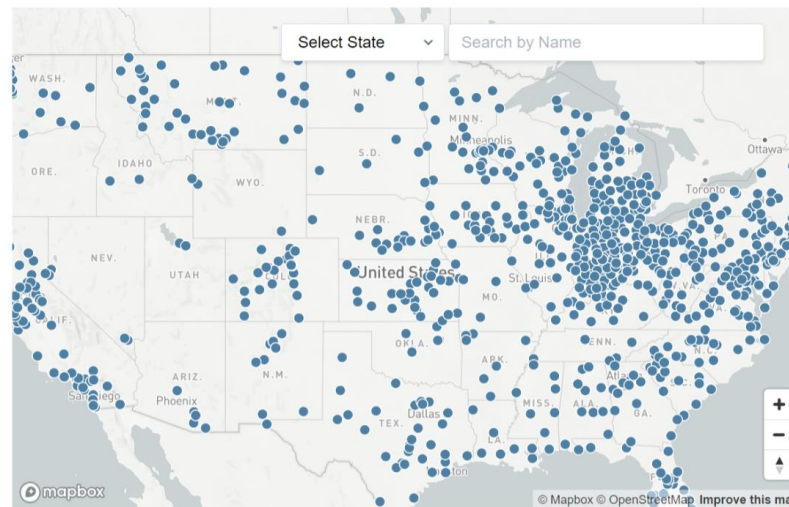 Select State
Search by Name
WASH.
N.D.
MINN.
Minneapolis
Ottawa
Toronto
S.D.
ORE.
IDAHO
WYO.
NEBR.
NEV.
UTAH
United States
St. Louis
MO.
CALIF.
OKLA.
ARK.
N.C.
ARIZ.
N.M.
Phoenix
San Diego
Dallas
TEX.
MISS.
ALA.
GA.
LA.
Houston
+
−
mapbox
© Mapbox © OpenStreetMap Improve this ma